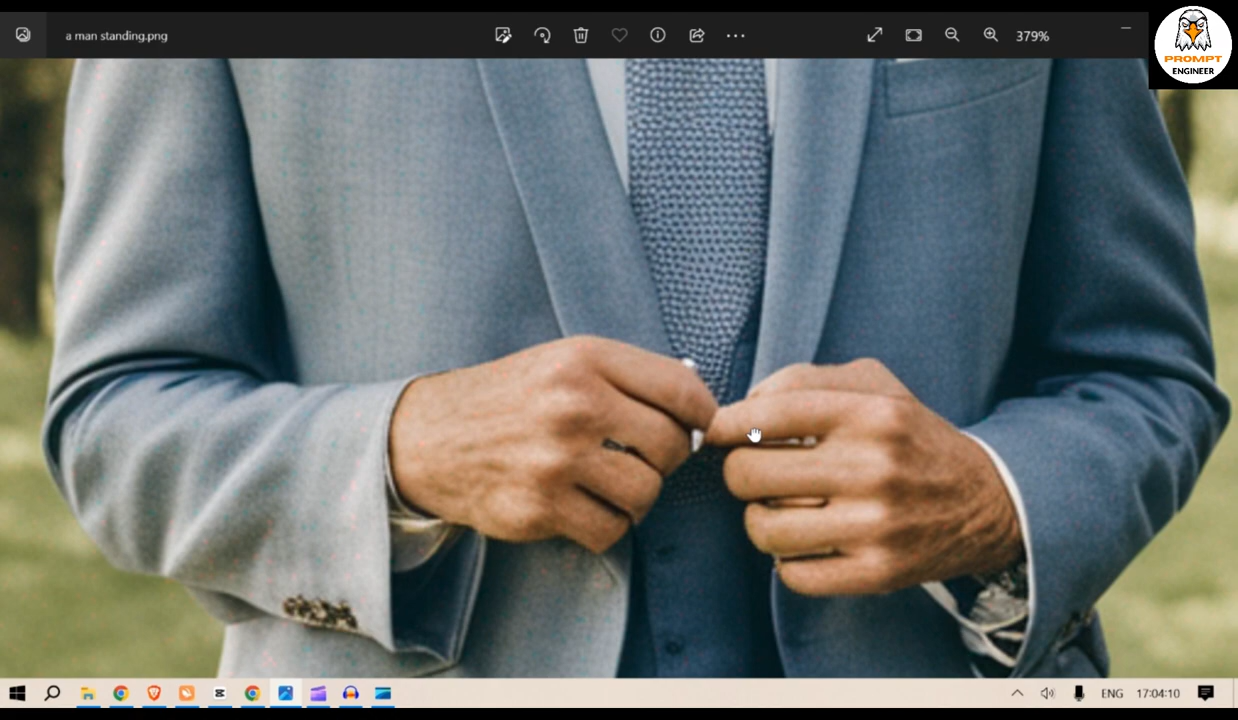 a man standing.png
379%
PROMPT
ENGINEER
ENG
17:04:10